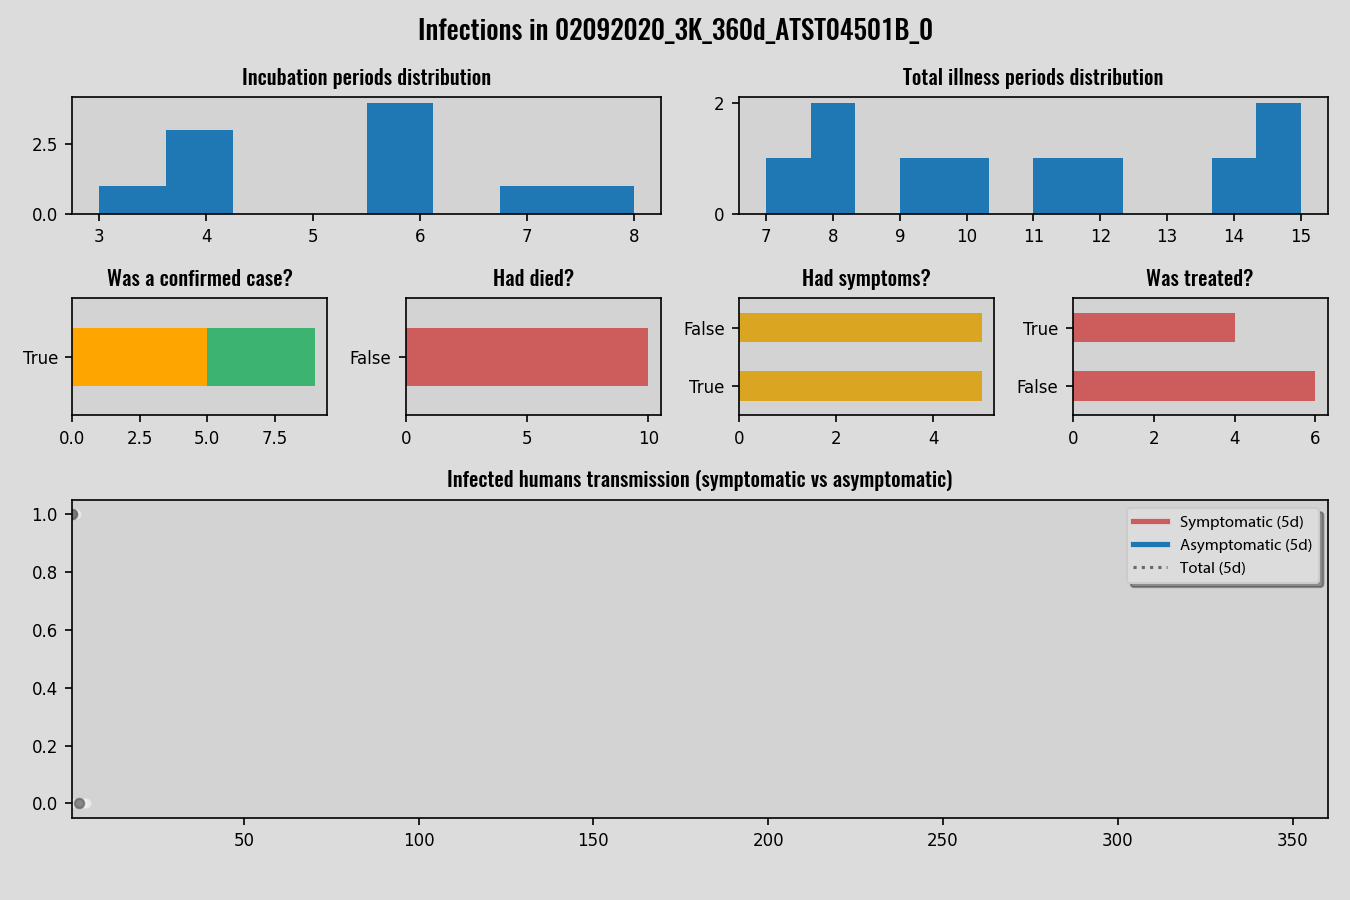 Infections in 02092020_3K_360d_ATST04501B_0
Incubation periods distribution
Total illness periods distribution
2.5
0.0
3 4 5 6 7 8
2
0
7 8 9 10 11 12 13 14 15
Was a confirmed case?
Had died?
Had symptoms?
Was treated?
True
0.0 2.5 5.0 7.5
False
0 5 10
False
True
0 2 4
True
False
0 2 4 6
Infected humans transmission (symptomatic vs asymptomatic)
1.0
0.8
0.6
0.4
0.2
0.0
Symptomatic (5d)
Asymptomatic (5d)
Total (5d)
50 100 150 200 250 300 350